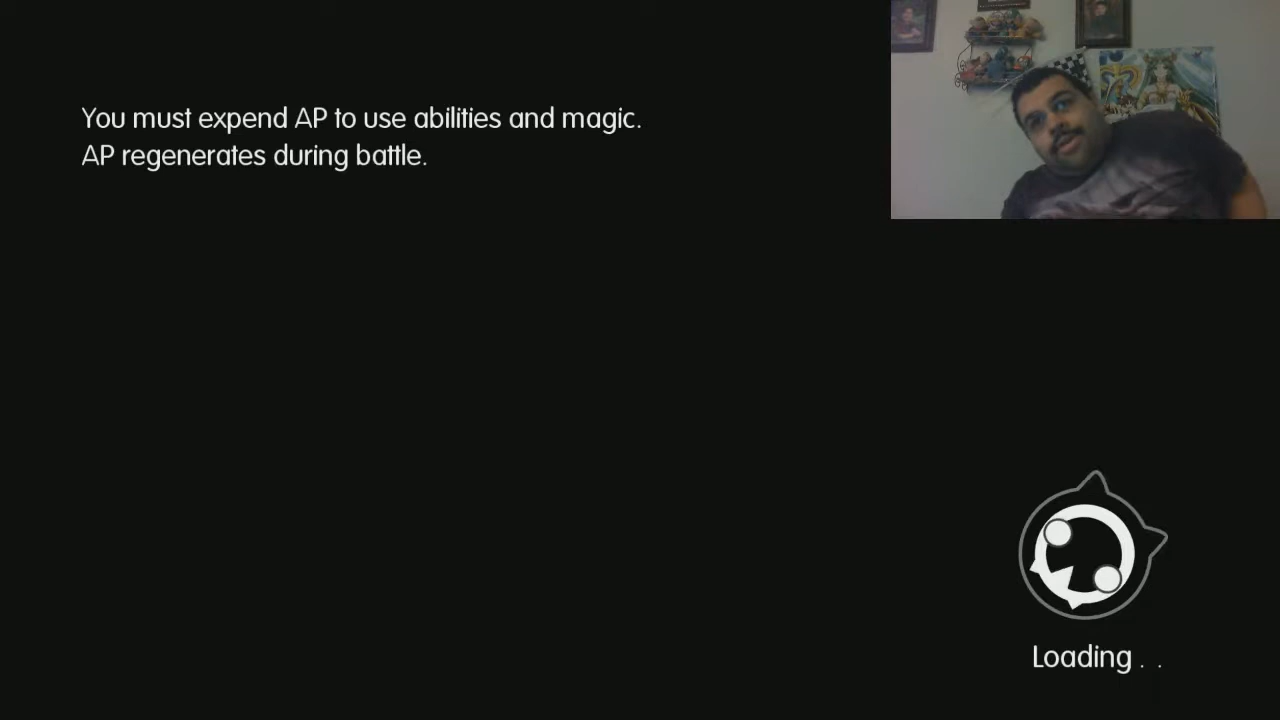 You must expend AP to use abilities and magic.
AP regenerates during battle.
Loading . .